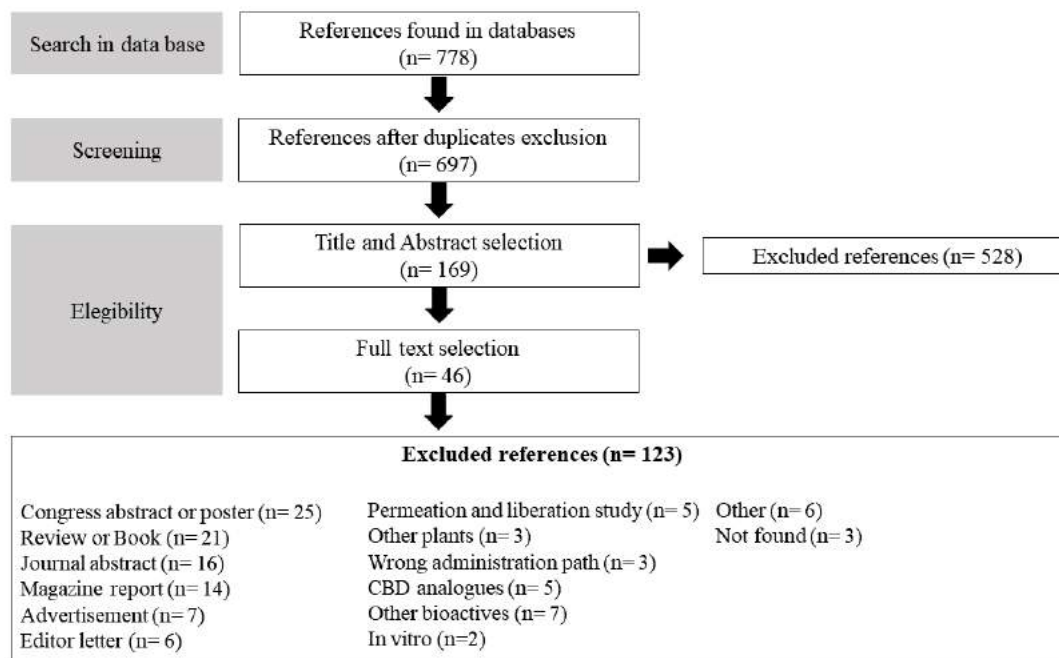 Search in data base
References found in databases
(n= 778)
Screening
References after duplicates exclusion
(n= 697)
Elegibility
Title and Abstract selection
(n= 169)
Excluded references (n= 528)
Full text selection
(n= 46)
Excluded references (n= 123)
Congress abstract or poster (n= 25)
Review or Book (n= 21)
Journal abstract (n= 16)
Magazine report (n= 14)
Advertisement (n= 7)
Editor letter (n= 6)
Permeation and liberation study (n= 5)
Other plants (n= 3)
Wrong administration path (n= 3)
CBD analogues (n= 5)
Other bioactives (n= 7)
In vitro (n=2)
Other (n= 6)
Not found (n= 3)